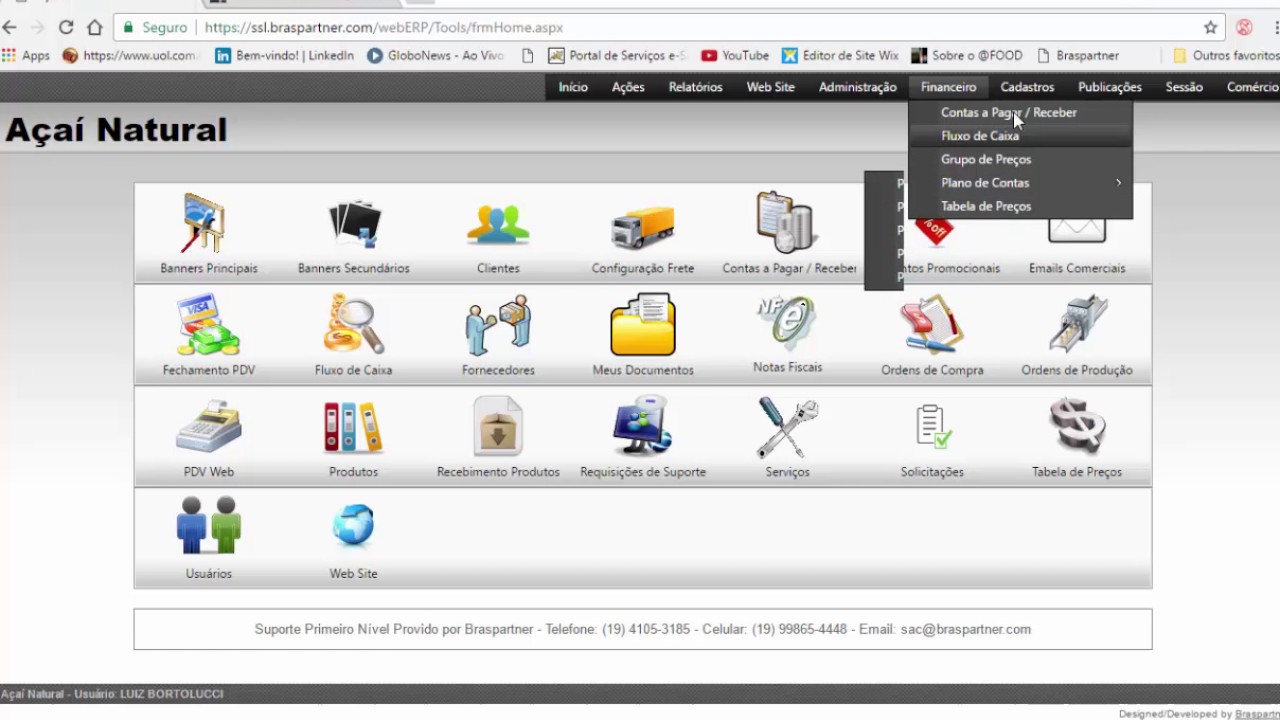 Seguro | https://ssl.braspartner.com/webERP/Tools/frmHome.aspx
Apps https://www.uol.com. Bem-vindo! | LinkedIn GloboNews - Ao Vivo Portal de Serviços e-S YouTube Editor de Site Wix Sobre o @FOOD Braspartner Outros favoritos
Início Ações Relatórios Web Site Administração Financeiro Cadastros Publicações Sessão Comércio
Contas a Pagar / Receber
Fluxo de Caixa
Grupo de Preços
Plano de Contas
Tabela de Preços
Açaí Natural
Banners Principais Banners Secundários Clientes Configuração Frete Contas a Pagar / Receber ntos Promocionais Emails Comerciais
Fechamento PDV Fluxo de Caixa Fornecedores Meus Documentos Notas Fiscais Ordens de Compra Ordens de Produção
PDV Web Produtos Recebimento Produtos Requisições de Suporte Serviços Solicitações Tabela de Preços
Usuários Web Site
Suporte Primeiro Nível Provido por Braspartner - Telefone: (19) 4105-3185 - Celular: (19) 99865-4448 - Email: sac@braspartner.com
Açaí Natural - Usuário: LUIZ BORTOLUCCI
Designed/Developed by Braspartn